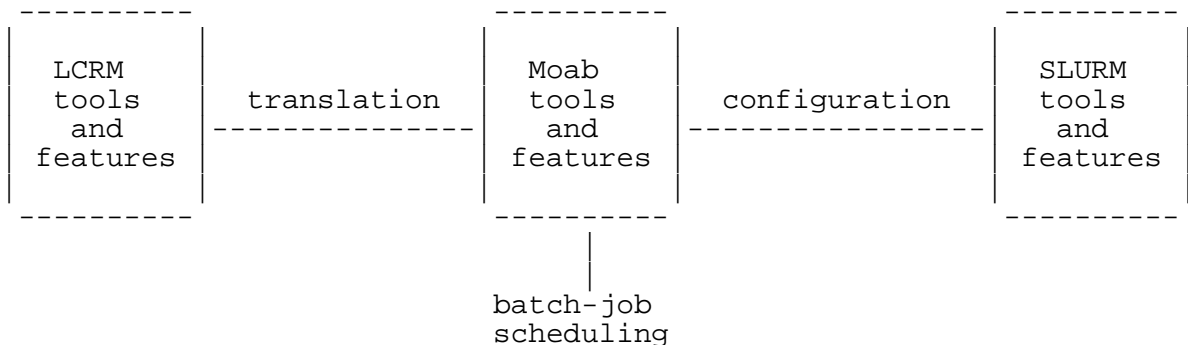 LCRM
tools
and
features
translation
Moab
tools
and
features
configuration
SLURM
tools
and
features
batch-job
scheduling